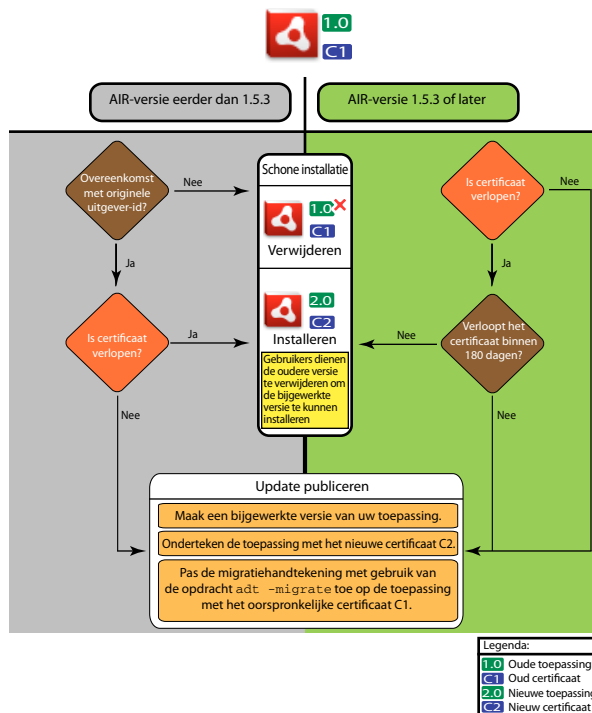 1.0
C1
AIR-versie eerder dan 1.5.3
AIR-versie 1.5.3 of later
Overeenkomst
met originele
uitgever-id?
Nee
Ja
Is certificaat
verlopen?
Ja
Nee
Schone installatie
1.0
C1
Verwijderen
2.0
C2
Installeren
Gebruikers dienen
de oudere versie
te verwijderen om
de bijgewerkte
versie te kunnen
installeren
Is certificaat
verlopen?
Nee
Ja
Verloopt het
certificaat binnen
180 dagen?
Nee
Nee
Update publiceren
Maak een bijgewerkte versie van uw toepassing.
Onderteken de toepassing met het nieuwe certificaat C2.
Pas de migratiehandtekening met gebruik van
de opdracht adt -migrate toe op de toepassing
met het oorspronkelijke certificaat C1.
Legenda:
1.0 Oude toepassing
C1 Oud certificaat
2.0 Nieuwe toepassing
C2 Nieuw certificaat